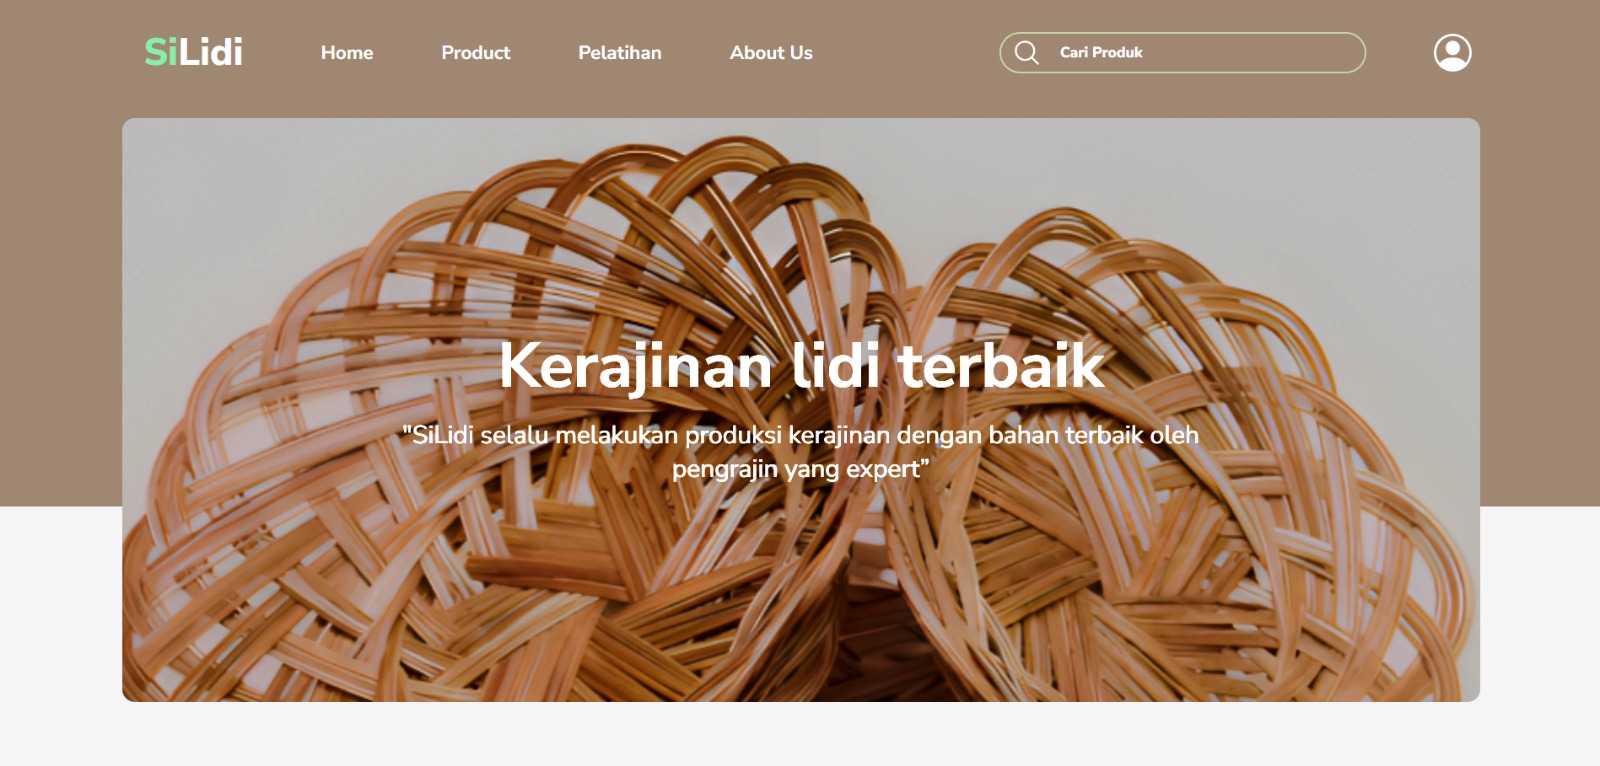 SiLidi
Home
Product
Pelatihan
About Us
Cari Produk
Kerajinan lidi terbaik
"SiLidi selalu melakukan produksi kerajinan dengan bahan terbaik oleh
pengrajin yang expert”